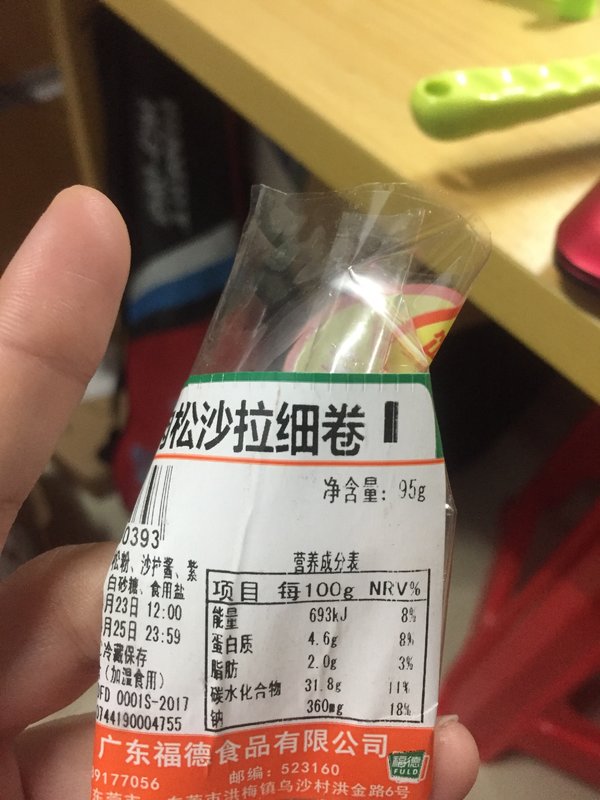 松沙拉细卷
净含量: 95g
0393
松粉、沙拉酱、紫
白砂糖、食用盐
月23日 12:00
月25日 23:59
冷藏保存
(加温食用)
FD 0001S-2017
744190004755
营养成分表
项目 每100g NRV%
能量 693kJ 8%
蛋白质 4.6g 8%
脂肪 2.0g 3%
碳水化合物 31.8g 11%
钠 360mg 18%
广东福德食品有限公司
福德
FULD
9177056 邮编: 523160
东莞市洪梅镇乌沙村洪金路6号